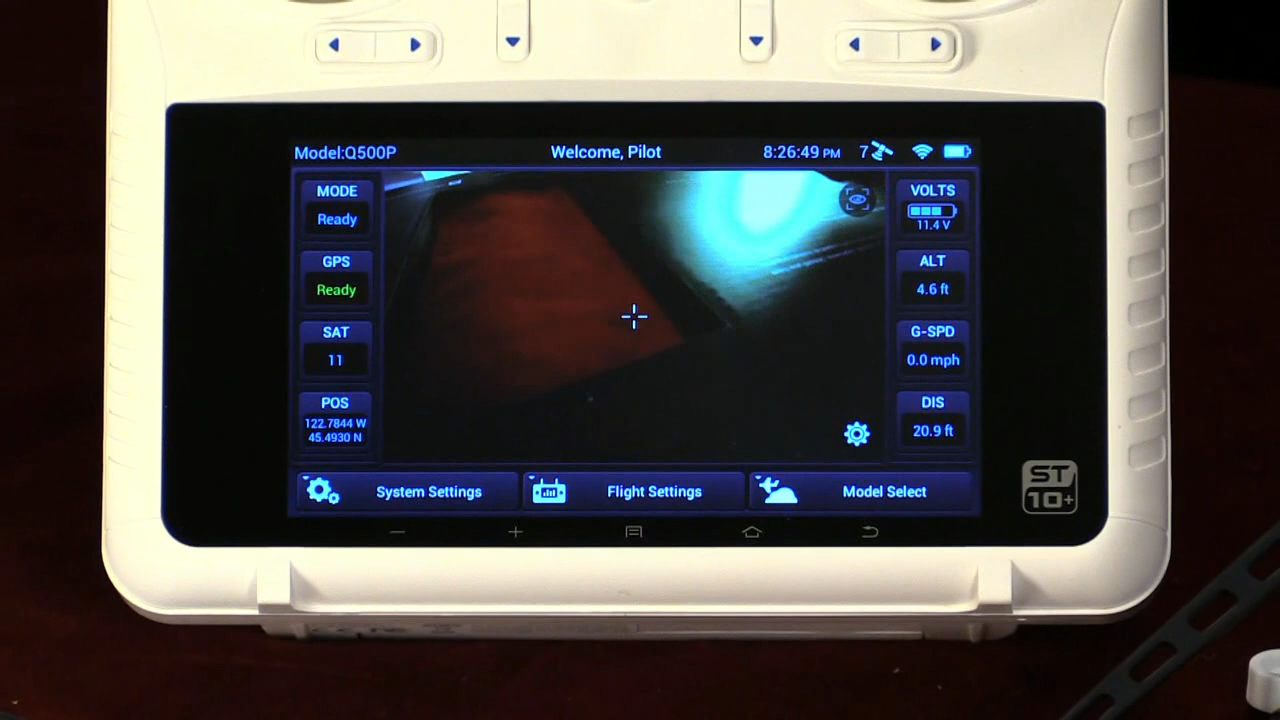 Model:Q500P
Welcome, Pilot
8:26:49 PM
7
MODE
Ready
GPS
Ready
SAT
11
POS
122.7844 W
45.4930 N
VOLTS
11.4 V
ALT
4.6 ft
G-SPD
0.0 mph
DIS
20.9 ft
System Settings
Flight Settings
Model Select
ST
10+